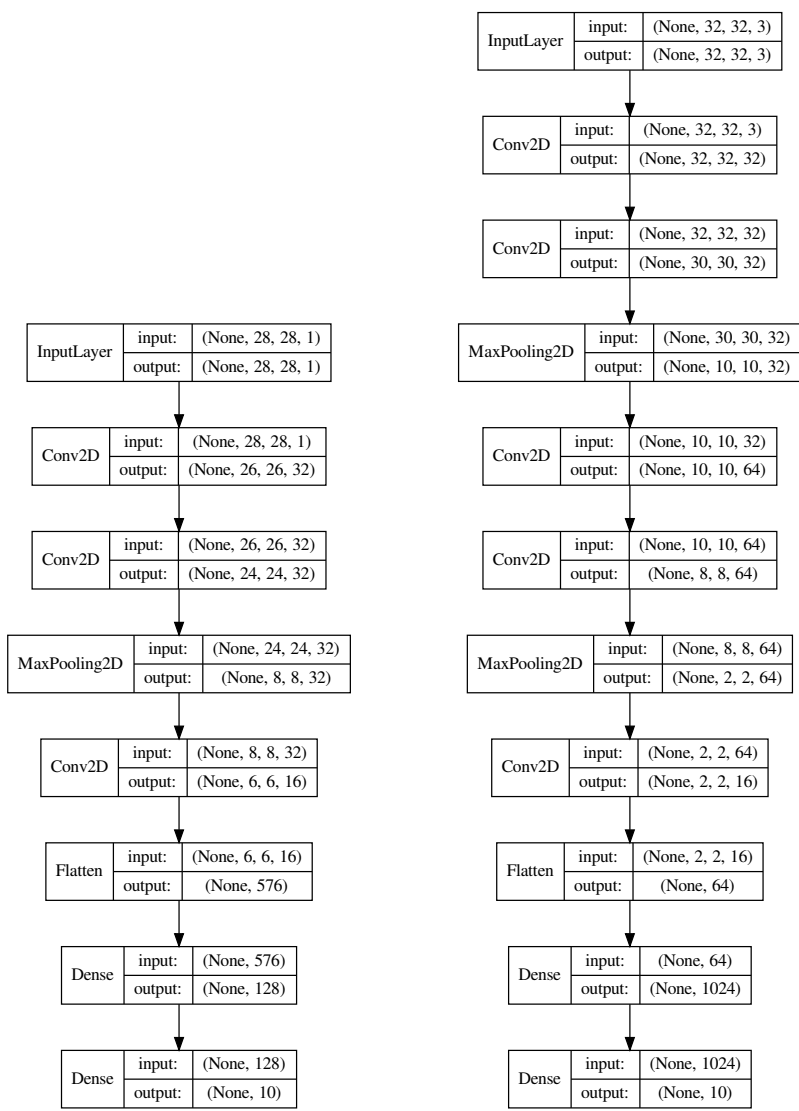 InputLayer
input: (None, 28, 28, 1)
output: (None, 28, 28, 1)
Conv2D
input: (None, 28, 28, 1)
output: (None, 26, 26, 32)
Conv2D
input: (None, 26, 26, 32)
output: (None, 24, 24, 32)
MaxPooling2D
input: (None, 24, 24, 32)
output: (None, 8, 8, 32)
Conv2D
input: (None, 8, 8, 32)
output: (None, 6, 6, 16)
Flatten
input: (None, 6, 6, 16)
output: (None, 576)
Dense
input: (None, 576)
output: (None, 128)
Dense
input: (None, 128)
output: (None, 10)
InputLayer
input: (None, 32, 32, 3)
output: (None, 32, 32, 3)
Conv2D
input: (None, 32, 32, 3)
output: (None, 32, 32, 32)
Conv2D
input: (None, 32, 32, 32)
output: (None, 30, 30, 32)
MaxPooling2D
input: (None, 30, 30, 32)
output: (None, 10, 10, 32)
Conv2D
input: (None, 10, 10, 32)
output: (None, 10, 10, 64)
Conv2D
input: (None, 10, 10, 64)
output: (None, 8, 8, 64)
MaxPooling2D
input: (None, 8, 8, 64)
output: (None, 2, 2, 64)
Conv2D
input: (None, 2, 2, 64)
output: (None, 2, 2, 16)
Flatten
input: (None, 2, 2, 16)
output: (None, 64)
Dense
input: (None, 64)
output: (None, 1024)
Dense
input: (None, 1024)
output: (None, 10)